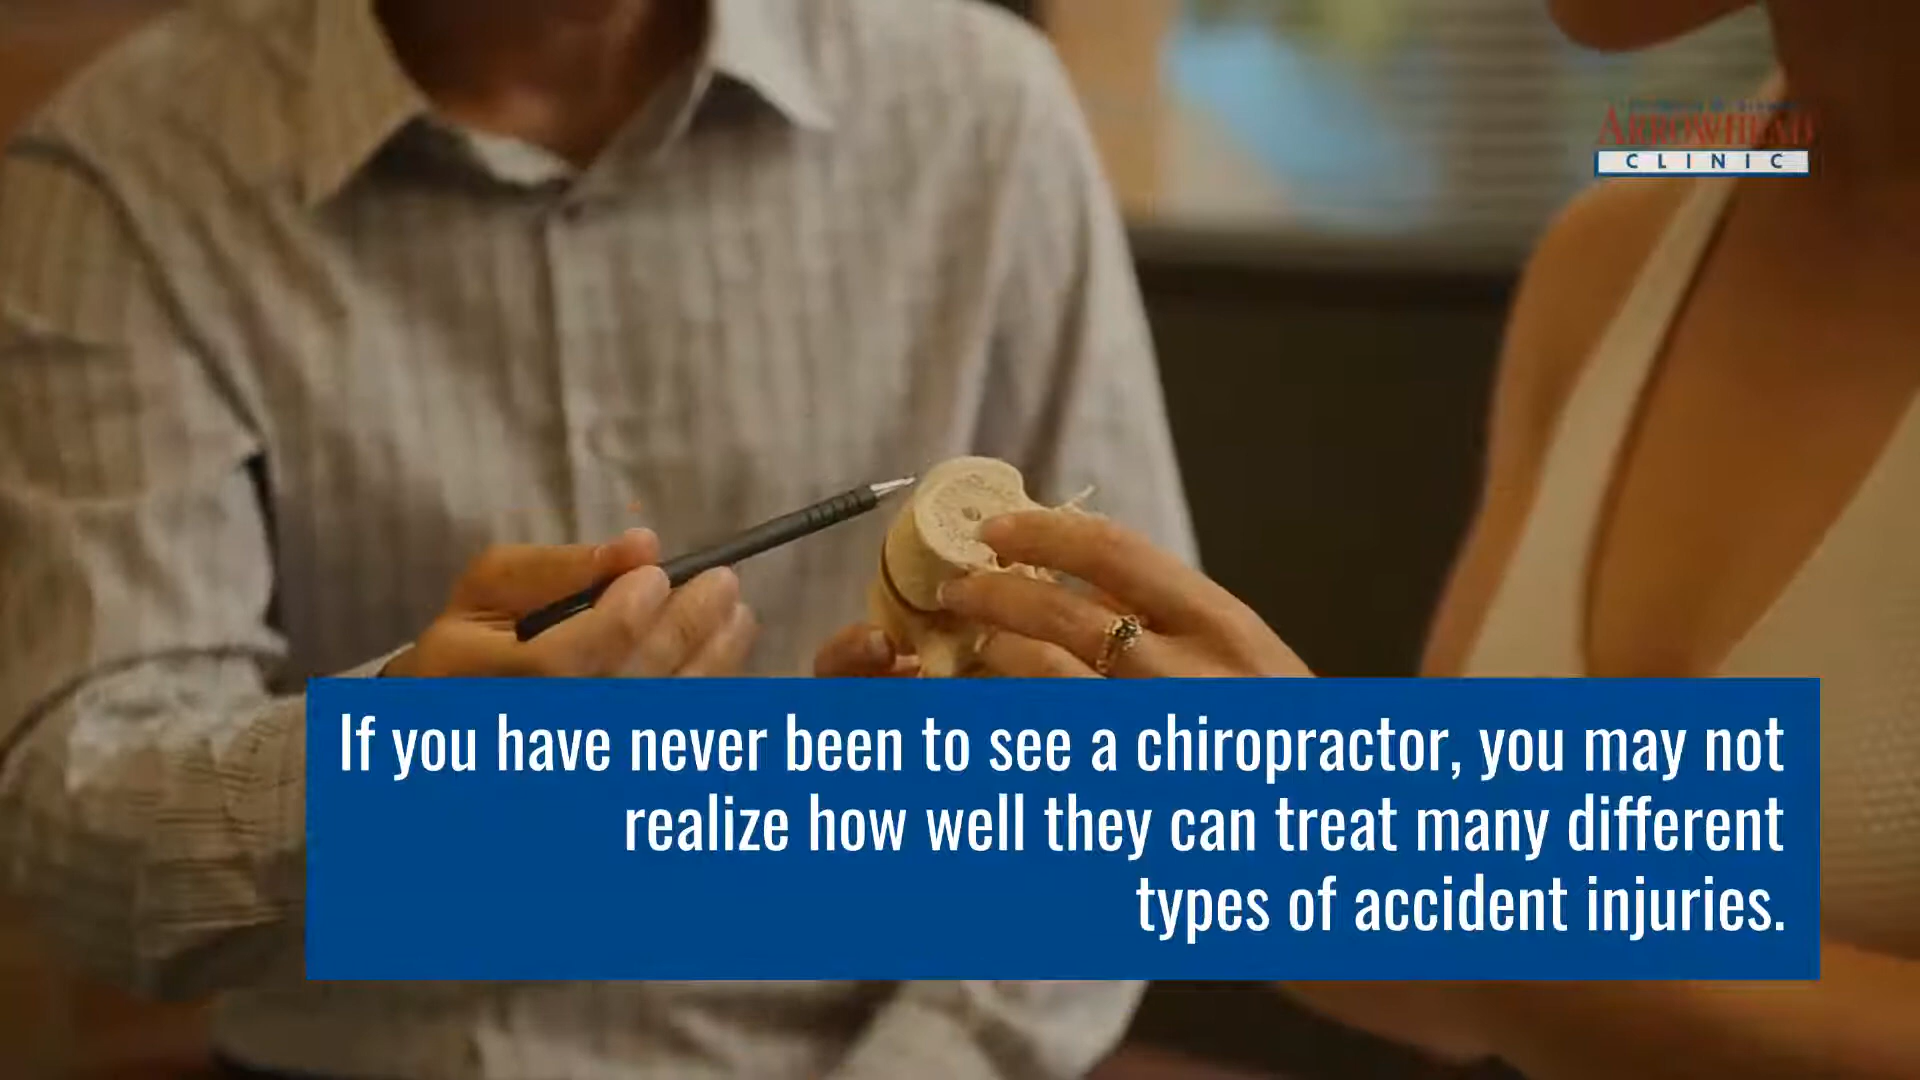 ARROWHEAD
CLINIC
If you have never been to see a chiropractor, you may not
realize how well they can treat many different
types of accident injuries.